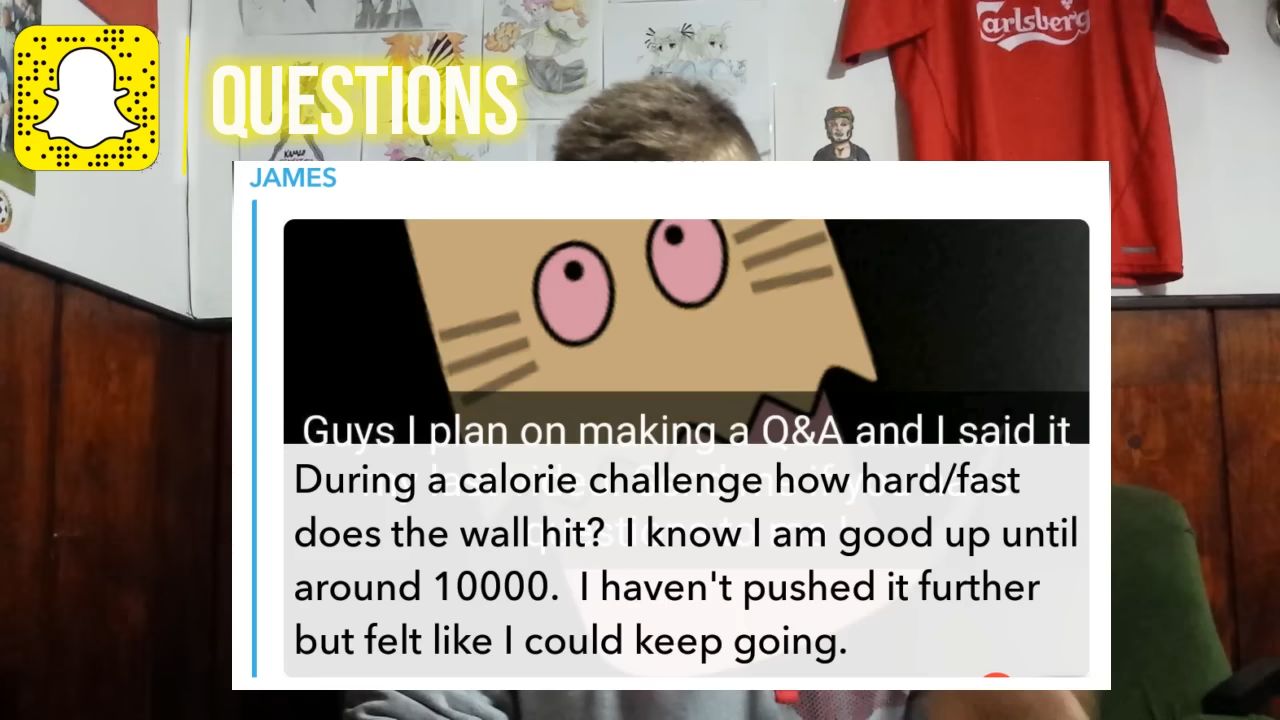 Carlsberg
QUESTIONS
JAMES
Guys I plan on making a Q&A and I said it
During a calorie challenge how hard/fast
does the wall hit? I know I am good up until
around 10000. I haven't pushed it further
but felt like I could keep going.